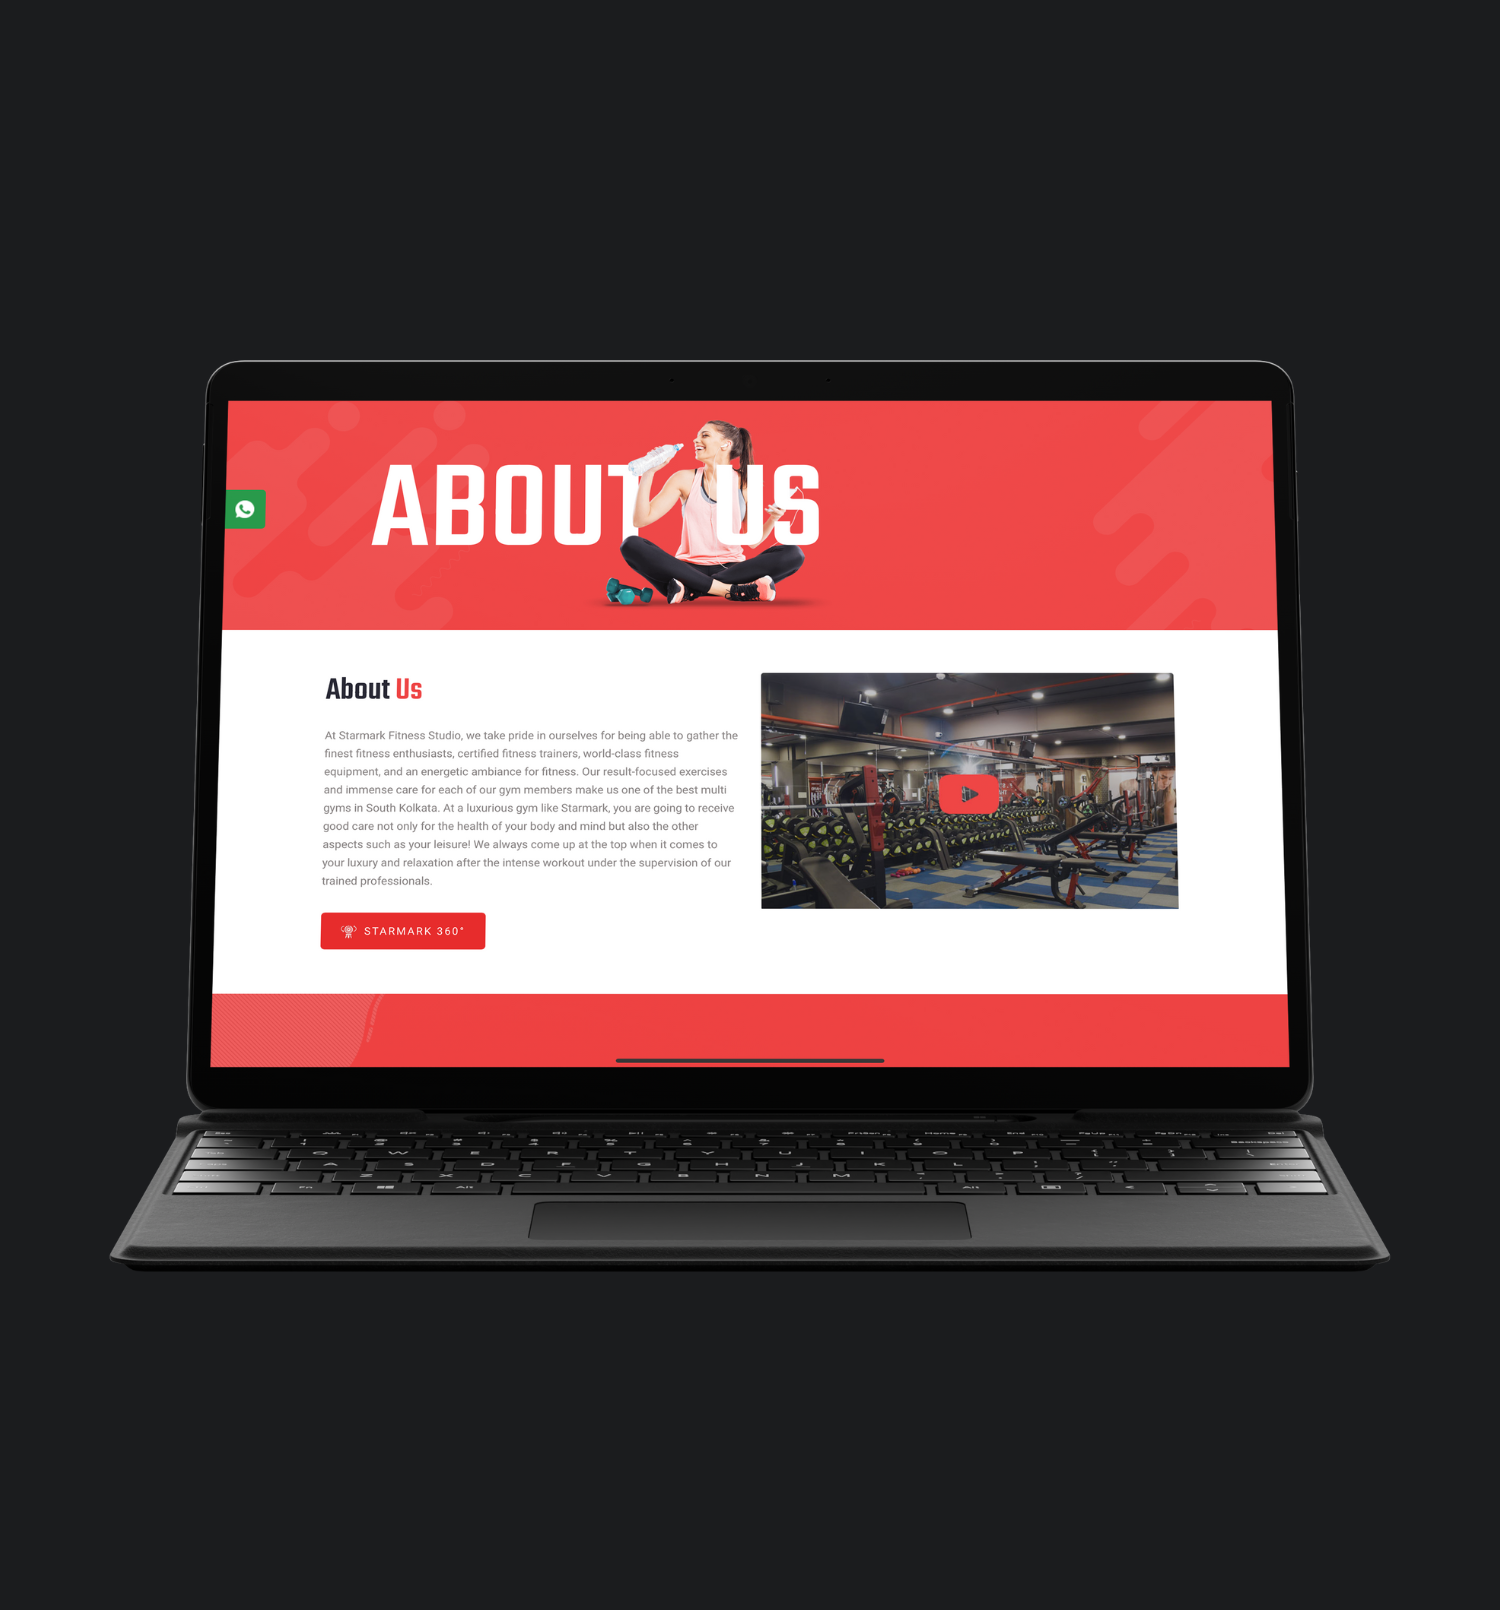 ABOUT US
About Us
At Starmark Fitness Studio, we take pride in ourselves for being able to gather the
finest fitness enthusiasts, certified fitness trainers, world-class fitness
equipment, and an energetic ambiance for fitness. Our result-focused exercises
and immense care for each of our gym members make us one of the best multi
gyms in South Kolkata. At a luxurious gym like Starmark, you are going to receive
good care not only for the health of your body and mind but also the other
aspects such as your leisure! We always come up at the top when it comes to
your luxury and relaxation after the intense workout under the supervision of our
trained professionals.
STARMARK 360°
Q W E R T Y U I O P
A S D F G H J K L
Z X C V B N M
Fn Alt Alt